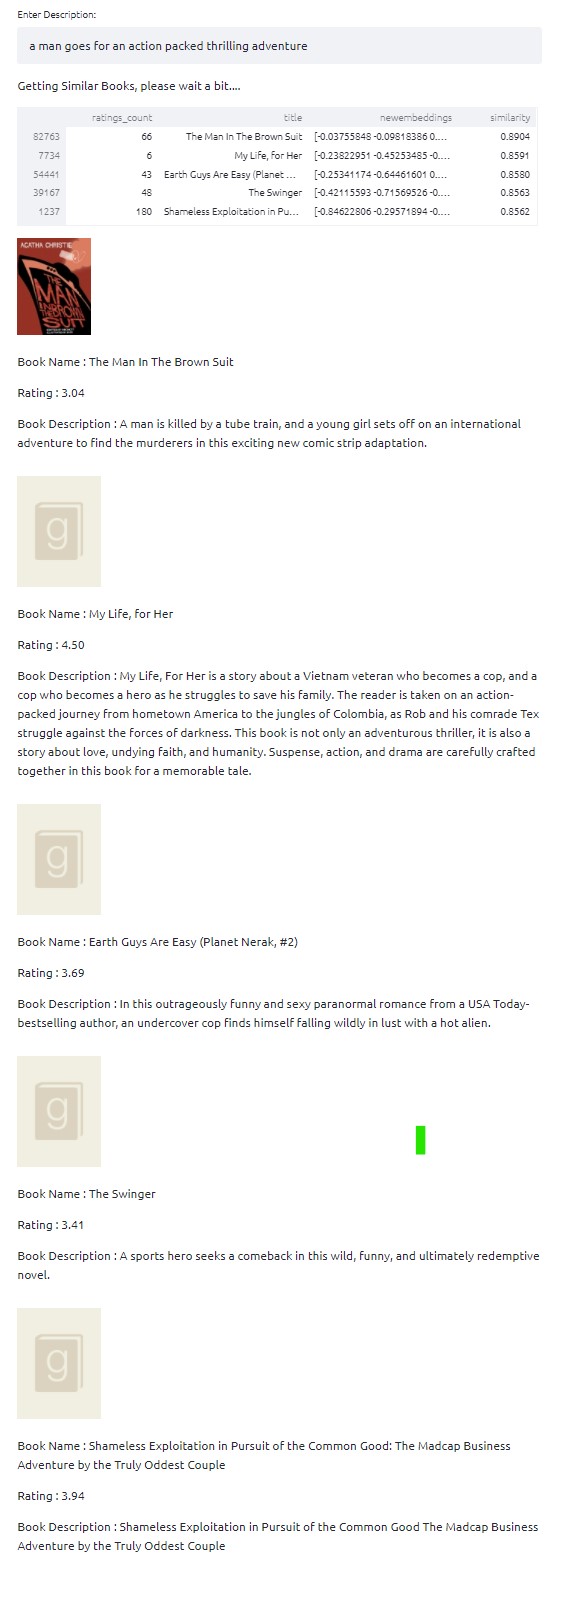 Enter Description:
a man goes for an action packed thrilling adventure
Getting Similar Books, please wait a bit....
ratings_count title newembeddings similarity
82763 66 The Man In The Brown Suit [-0.03755848 -0.09818386 0.... 0.8904
7734 6 My Life, for Her [-0.23822951 -0.45253485 -0.... 0.8591
54441 43 Earth Guys Are Easy (Planet ... [-0.25341174 -0.64461601 0.... 0.8580
39167 48 The Swinger [-0.42115593 -0.71569526 -0.... 0.8563
1237 180 Shameless Exploitation in Pu... [-0.84622806 -0.29571894 -0.... 0.8562
AGATHA CHRISTIE
THE
MAN
IN THE
BROWN
SUIT
Book Name : The Man In The Brown Suit
Rating : 3.04
Book Description : A man is killed by a tube train, and a young girl sets off on an international
adventure to find the murderers in this exciting new comic strip adaptation.
g
Book Name : My Life, for Her
Rating : 4.50
Book Description : My Life, For Her is a story about a Vietnam veteran who becomes a cop, and a
cop who becomes a hero as he struggles to save his family. The reader is taken on an action-
packed journey from hometown America to the jungles of Colombia, as Rob and his comrade Tex
struggle against the forces of darkness. This book is not only an adventurous thriller, it is also a
story about love, undying faith, and humanity. Suspense, action, and drama are carefully crafted
together in this book for a memorable tale.
g
Book Name : Earth Guys Are Easy (Planet Nerak, #2)
Rating : 3.69
Book Description : In this outrageously funny and sexy paranormal romance from a USA Today-
bestselling author, an undercover cop finds himself falling wildly in lust with a hot alien.
g
Book Name : The Swinger
Rating : 3.41
Book Description : A sports hero seeks a comeback in this wild, funny, and ultimately redemptive
novel.
g
Book Name : Shameless Exploitation in Pursuit of the Common Good: The Madcap Business
Adventure by the Truly Oddest Couple
Rating : 3.94
Book Description : Shameless Exploitation in Pursuit of the Common Good The Madcap Business
Adventure by the Truly Oddest Couple